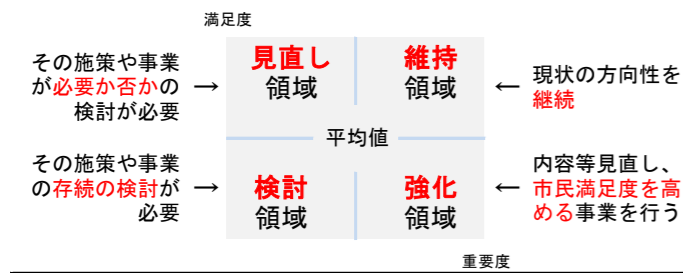 満足度
その施策や事業
が必要か否かの
検討が必要
→
見直し
領域
維持
領域
←
現状の方向性を
継続
平均値
その施策や事業
の存続の検討が
必要
→
検討
領域
強化
領域
←
内容等見直し、
市民満足度を高
める事業を行う
重要度